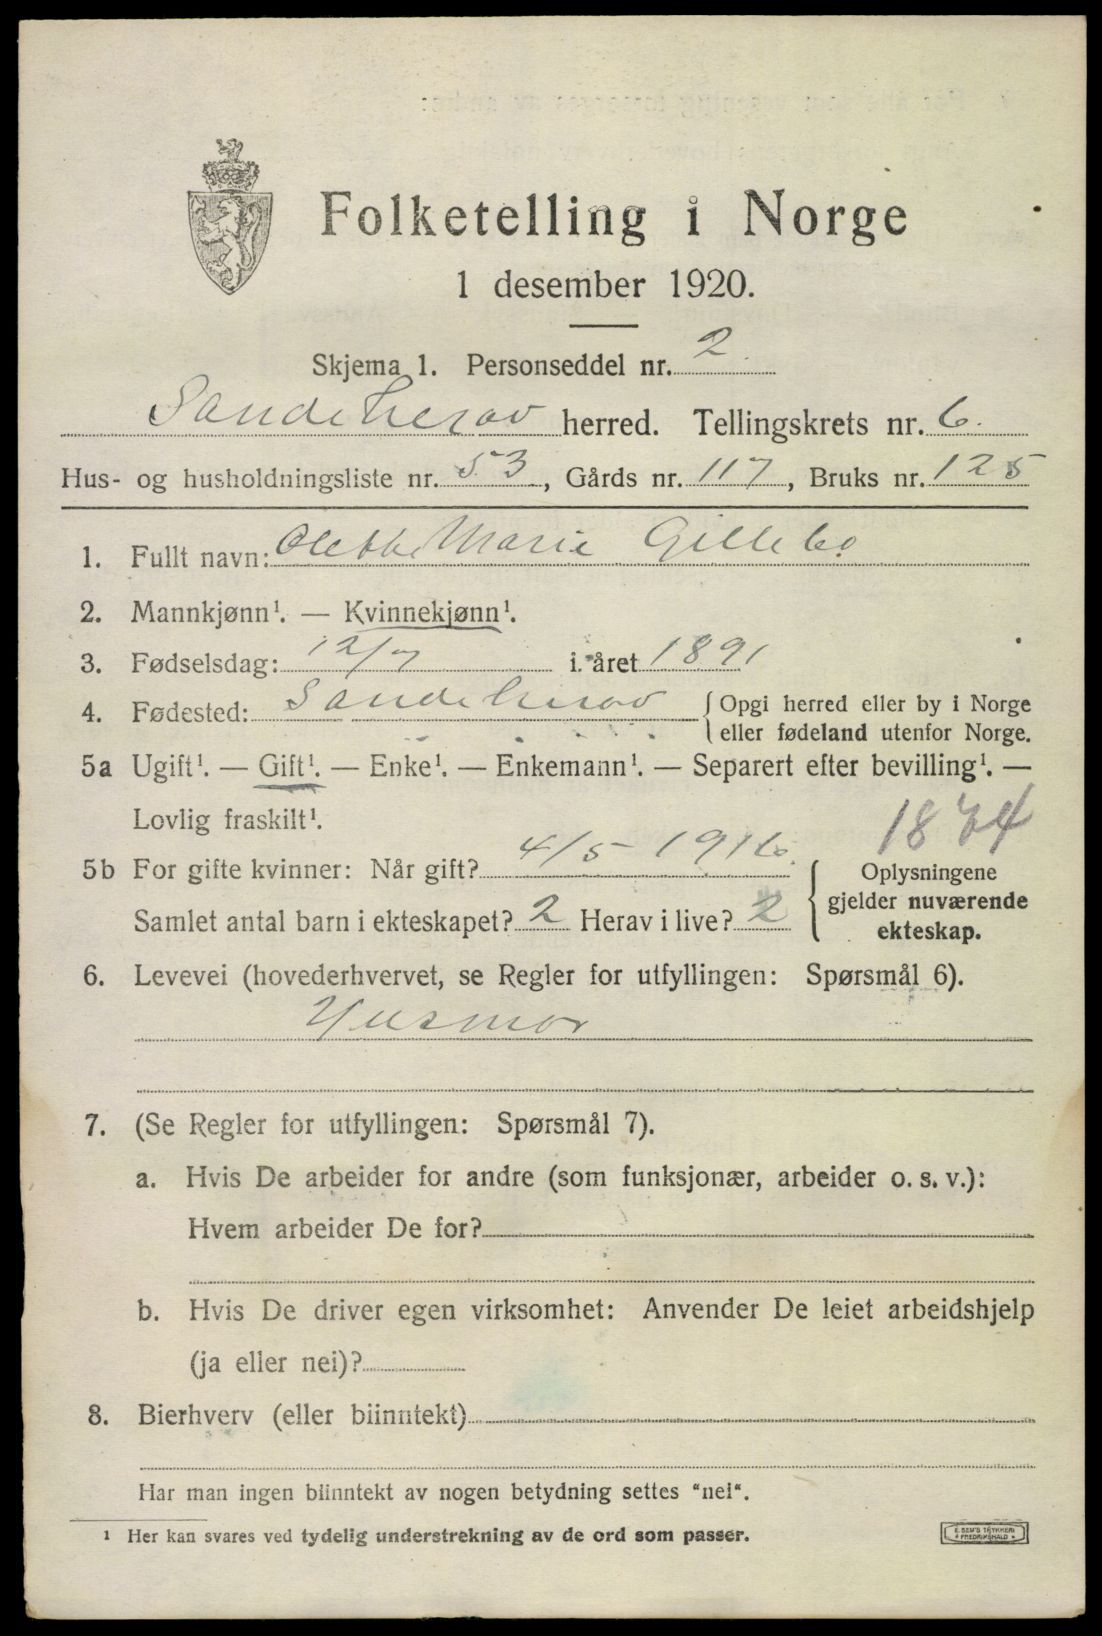 Folketelling i Norge
1 desember 1920.
Skjema 1. Personseddel nr. 2
Sandeherad herred. Tellingskrets nr. 6.
Hus- og husholdningsliste nr. 53, Gårds nr. 117, Bruks nr. 125
1. Fullt navn: Olette Marie Gillebo
2. Mannkjønn¹. — Kvinnekjønn¹.
3. Fødselsdag: 12/7 i året 1891
4. Fødested: Sandeherad { Opgi herred eller by i Norge
eller fødeland utenfor Norge.
5a Ugift¹. — Gift¹. — Enke¹. — Enkemann¹. — Separert efter bevilling¹. —
Lovlig fraskilt¹.
1834
5b For gifte kvinner: Når gift? 4/5 1916. { Oplysningene
gjelder nuværende
ekteskap.
Samlet antal barn i ekteskapet? 2 Herav i live? 2
6. Levevei (hovederhvervet, se Regler for utfyllingen: Spørsmål 6).
Husmor
7. (Se Regler for utfyllingen: Spørsmål 7).
a. Hvis De arbeider for andre (som funksjonær, arbeider o. s. v.):
Hvem arbeider De for?
b. Hvis De driver egen virksomhet: Anvender De leiet arbeidshjelp
(ja eller nei)?
8. Bierhverv (eller biinntekt)
Har man ingen biinntekt av nogen betydning settes "nei".
¹ Her kan svares ved tydelig understrekning av de ord som passer.
E. SEM'S TRYKKERI
FREDRIKSHALD